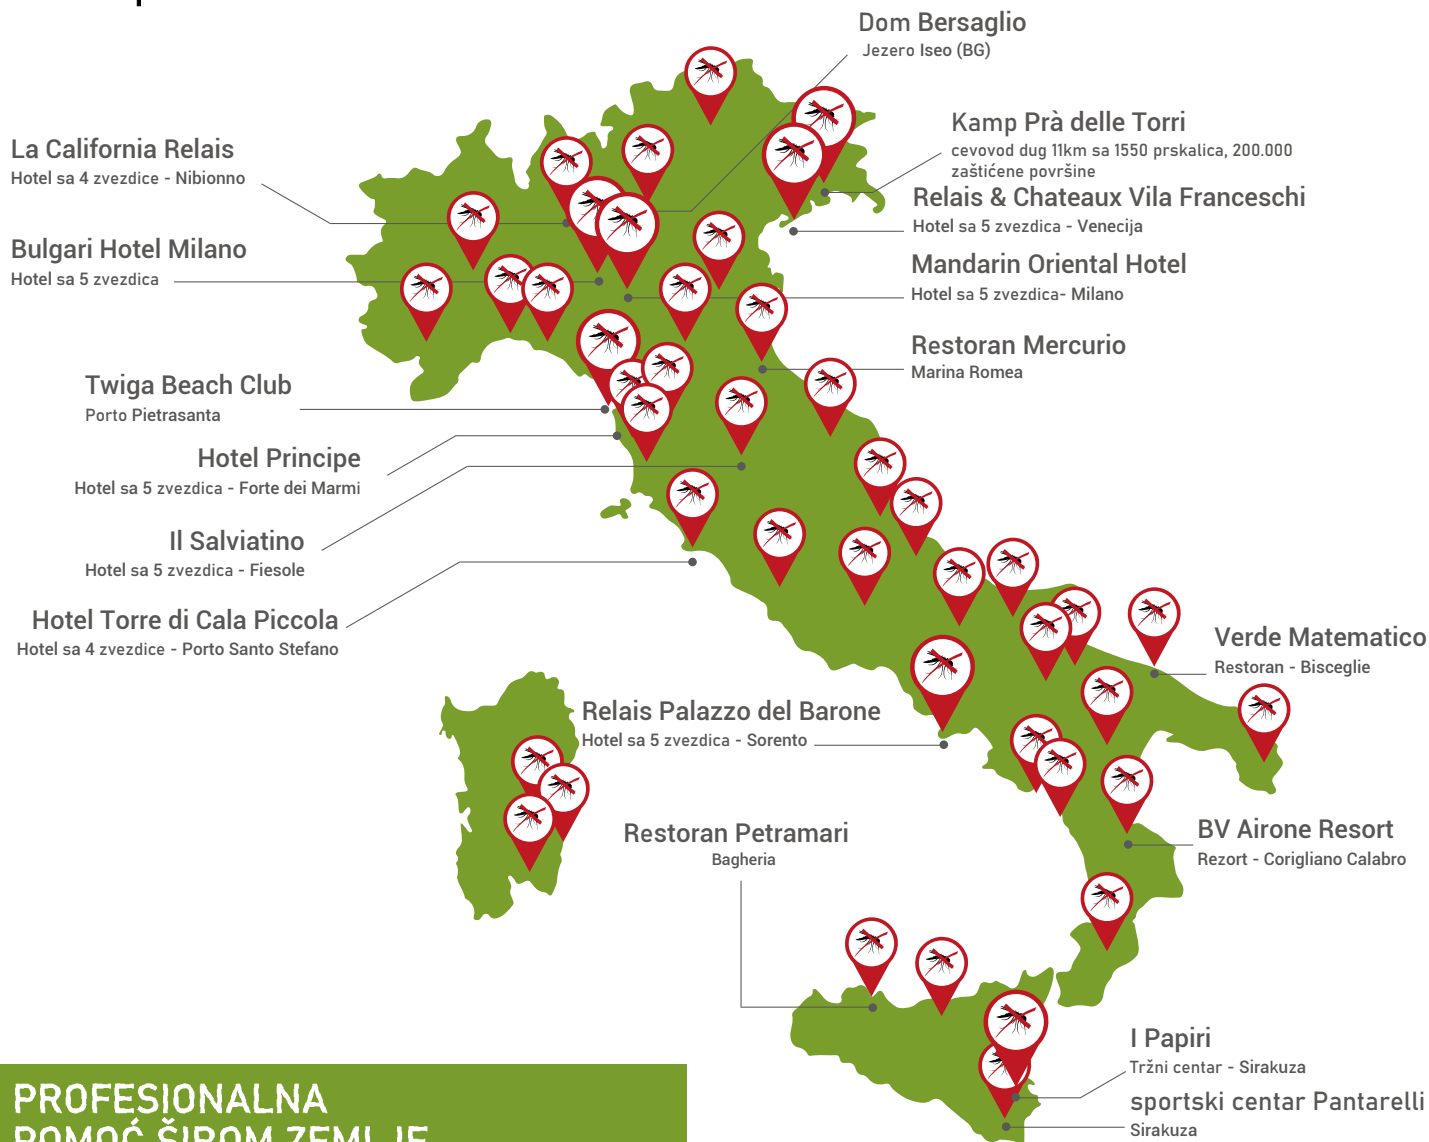 Dom Bersaglio
Jezero Iseo (BG)
La California Relais
Hotel sa 4 zvezdice - Nibionno
Kamp Prà delle Torri
cevovod dug 11km sa 1550 prskalica, 200.000
zaštićene površine
Relais & Chateaux Vila Franceschi
Hotel sa 5 zvezdica - Venecija
Bulgari Hotel Milano
Hotel sa 5 zvezdica
Mandarin Oriental Hotel
Hotel sa 5 zvezdica- Milano
Restoran Mercurio
Marina Romea
Twiga Beach Club
Porto Pietrasanta
Hotel Principe
Hotel sa 5 zvezdica - Forte dei Marmi
Il Salviatino
Hotel sa 5 zvezdica - Fiesole
Hotel Torre di Cala Piccola
Hotel sa 4 zvezdice - Porto Santo Stefano
Verde Matematico
Restoran - Bisceglie
Relais Palazzo del Barone
Hotel sa 5 zvezdica - Sorento
Restoran Petramari
Bagheria
BV Airone Resort
Rezort - Corigliano Calabro
I Papiri
Tržni centar - Sirakuza
sportski centar Pantarelli
Sirakuza
PROFESIONALNA
POMOĆ ŠIROM ZEMLJE